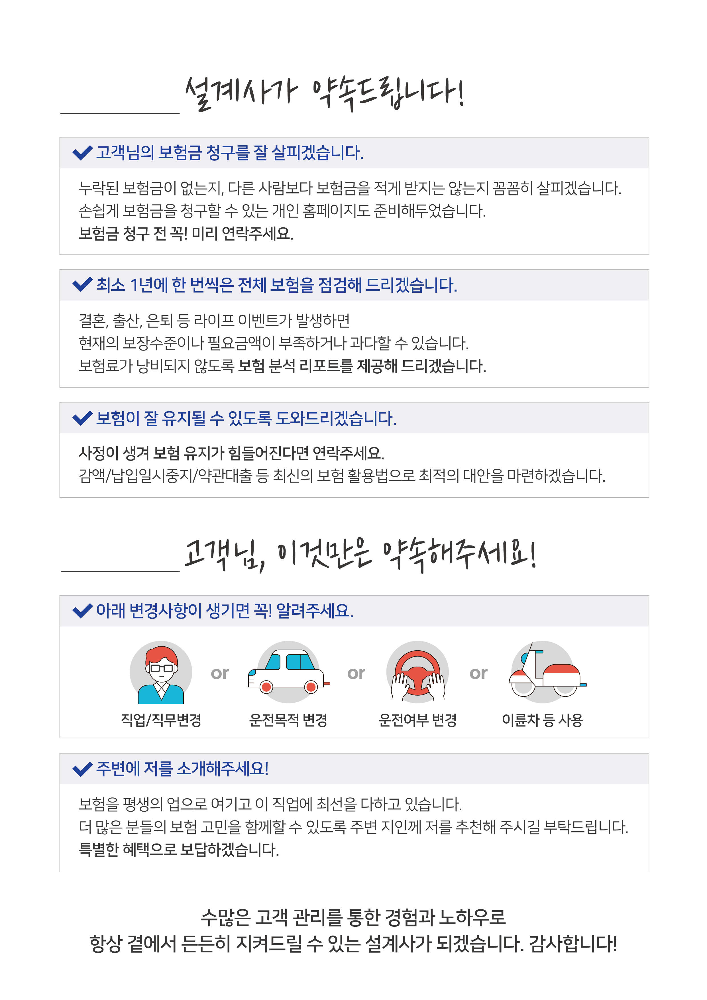 설계사가 약속드립니다!
고객님의 보험금 청구를 잘 살피겠습니다.
누락된 보험금이 없는지, 다른 사람보다 보험금을 적게 받지는 않는지 꼼꼼히 살피겠습니다.
손쉽게 보험금을 청구할 수 있는 개인 홈페이지도 준비해두었습니다.
보험금 청구 전 꼭! 미리 연락주세요.
최소 1년에 한 번씩은 전체 보험을 점검해 드리겠습니다.
결혼, 출산, 은퇴 등 라이프 이벤트가 발생하면
현재의 보장수준이나 필요금액이 부족하거나 과다할 수 있습니다.
보험료가 낭비되지 않도록 보험 분석 리포트를 제공해 드리겠습니다.
보험이 잘 유지될 수 있도록 도와드리겠습니다.
사정이 생겨 보험 유지가 힘들어진다면 연락주세요.
감액/납입일시중지/약관대출 등 최신의 보험 활용법으로 최적의 대안을 마련하겠습니다.
고객님, 이것만은 약속해주세요!
아래 변경사항이 생기면 꼭! 알려주세요.
or or or
직업/직무변경 운전목적 변경 운전여부 변경 이륜차 등 사용
주변에 저를 소개해주세요!
보험을 평생의 업으로 여기고 이 직업에 최선을 다하고 있습니다.
더 많은 분들의 보험 고민을 함께할 수 있도록 주변 지인께 저를 추천해 주시길 부탁드립니다.
특별한 혜택으로 보답하겠습니다.
수많은 고객 관리를 통한 경험과 노하우로
항상 곁에서 든든히 지켜드릴 수 있는 설계사가 되겠습니다. 감사합니다!